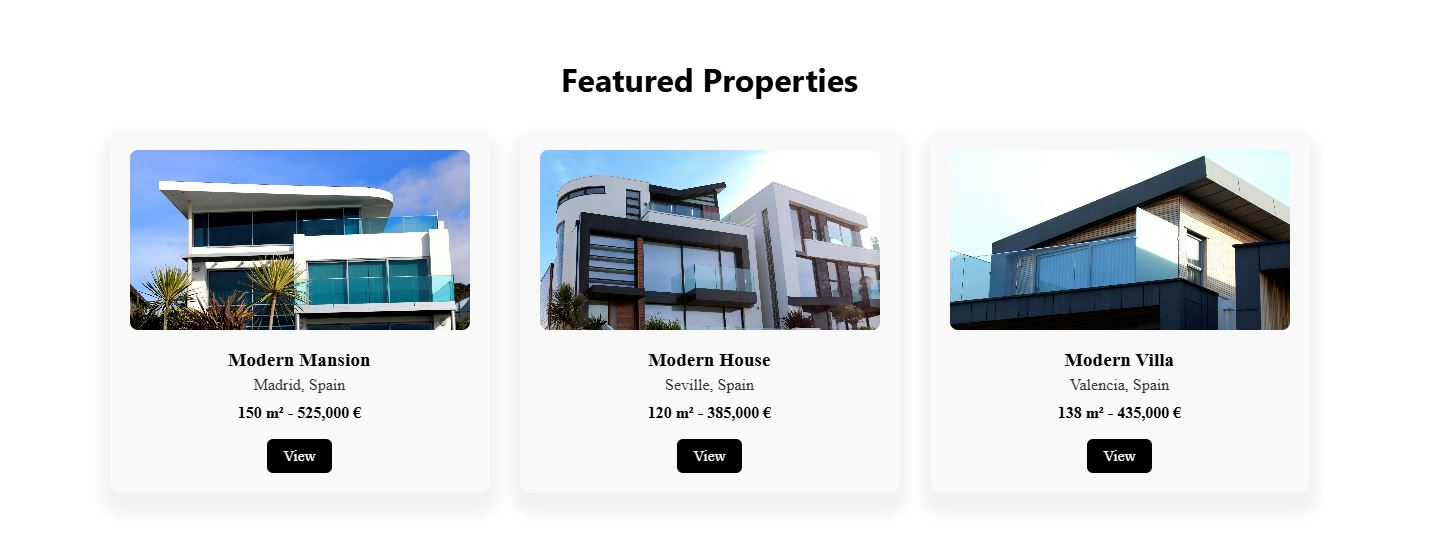 Featured Properties
Modern Mansion
Madrid, Spain
150 m² - 525,000 €
View
Modern House
Seville, Spain
120 m² - 385,000 €
View
Modern Villa
Valencia, Spain
138 m² - 435,000 €
View